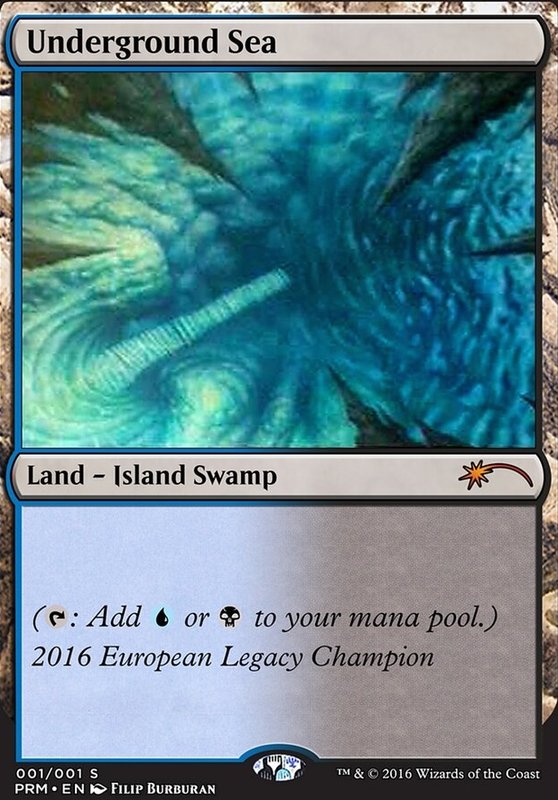 Underground Sea
Land – Island Swamp
(: Add or to your mana pool.)
2016 European Legacy Champion
001/001 S
PRM • EN Filip Burburan
™ & © 2016 Wizards of the Coast